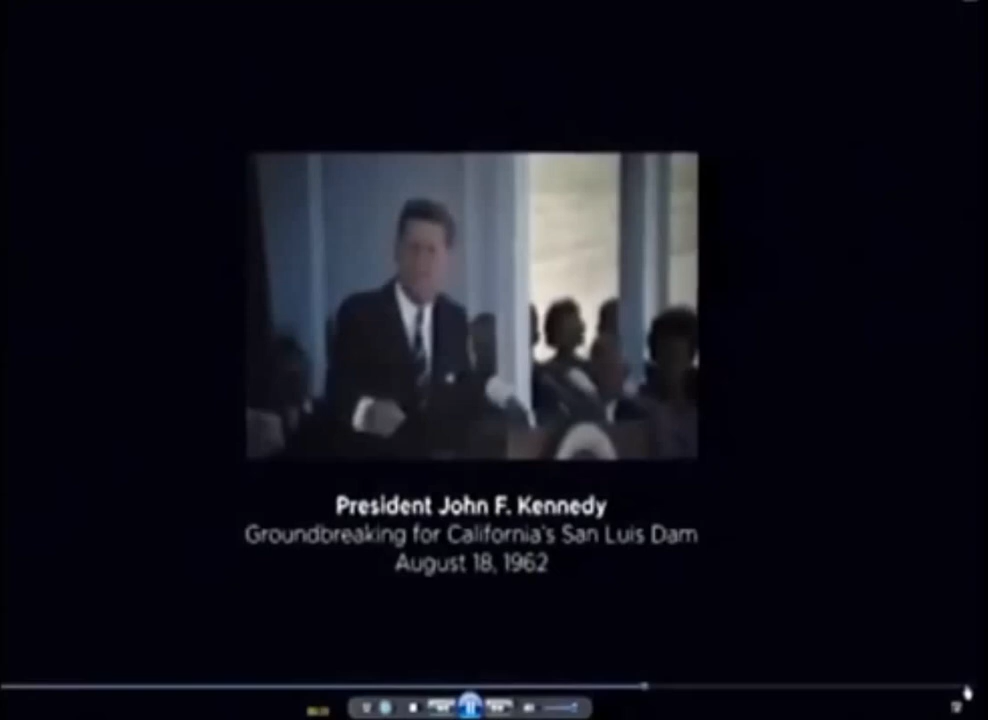 President John F. Kennedy
Groundbreaking for California's San Luis Dam
August 18, 1962